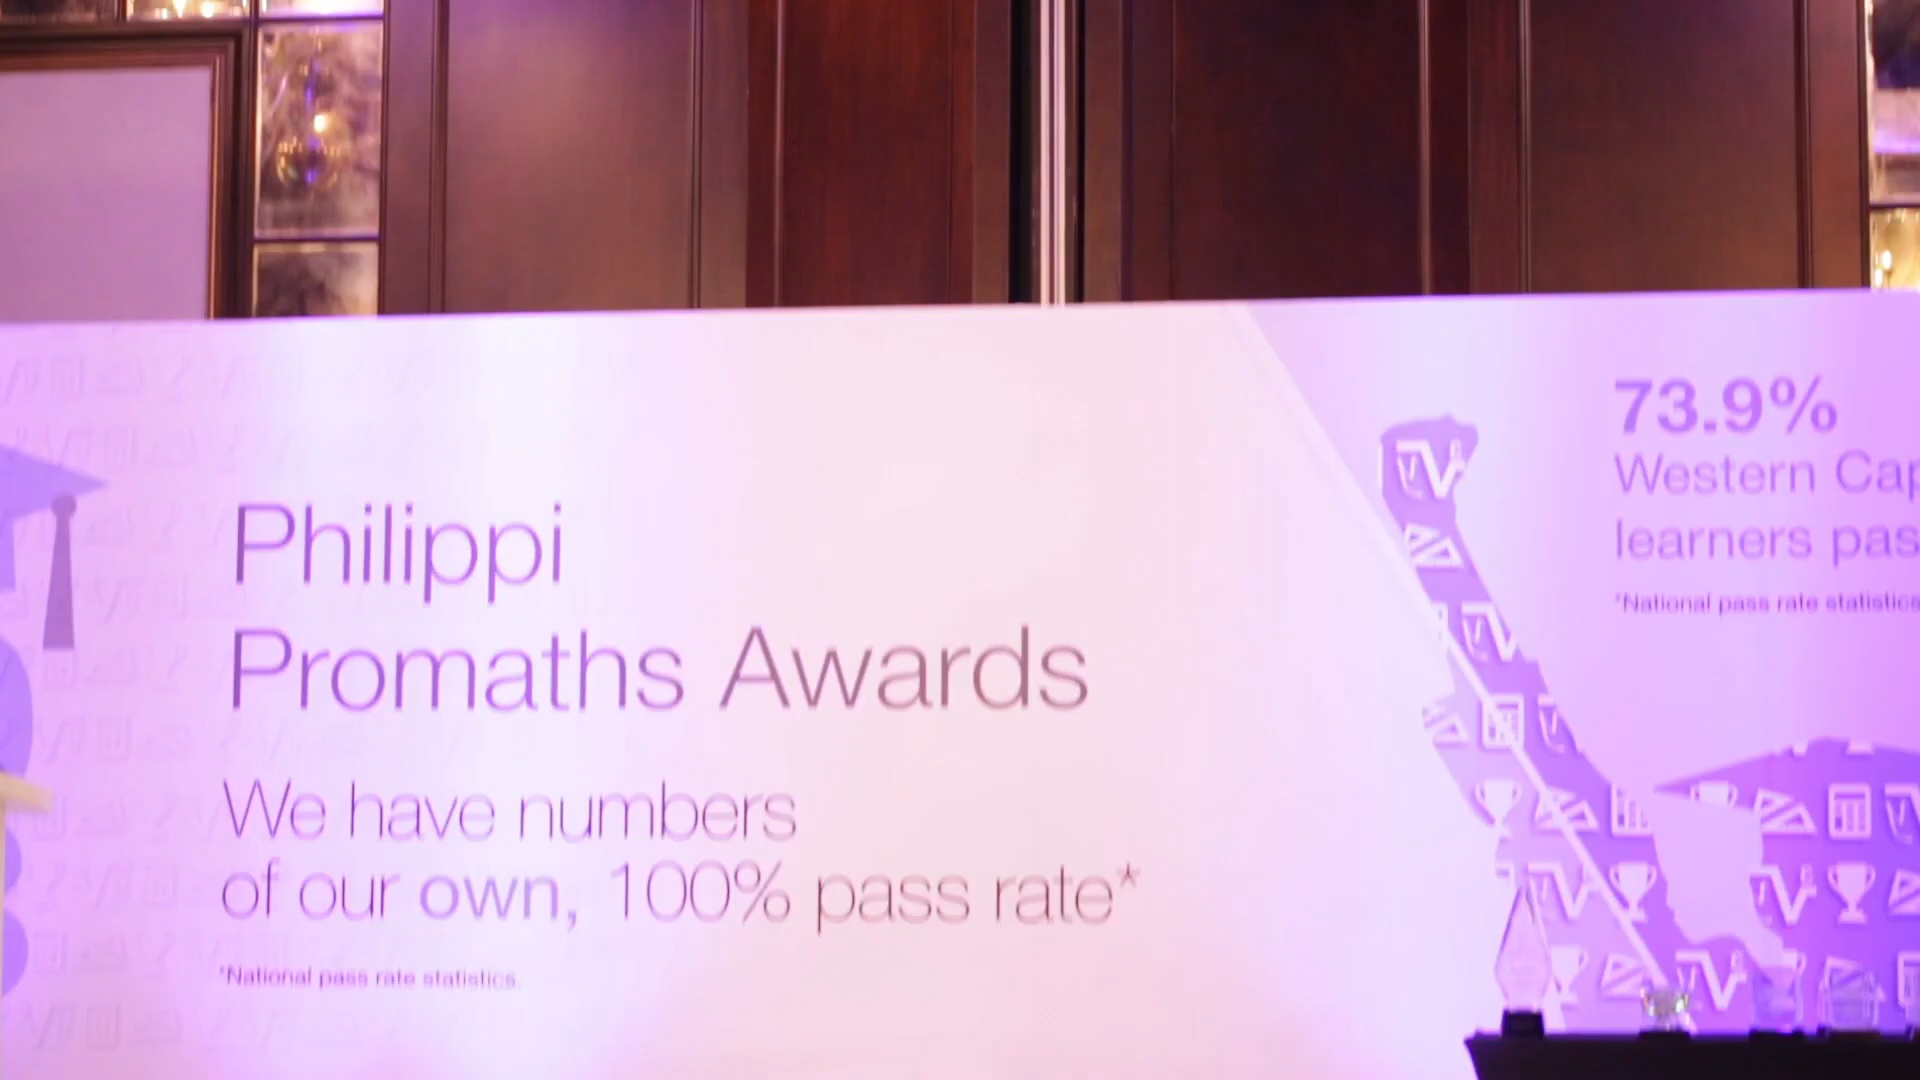 Philippi
Promaths Awards
We have numbers
of our own, 100% pass rate*
*National pass rate statistics.
73.9%
Western Cap
learners pas
*National pass rate statistics